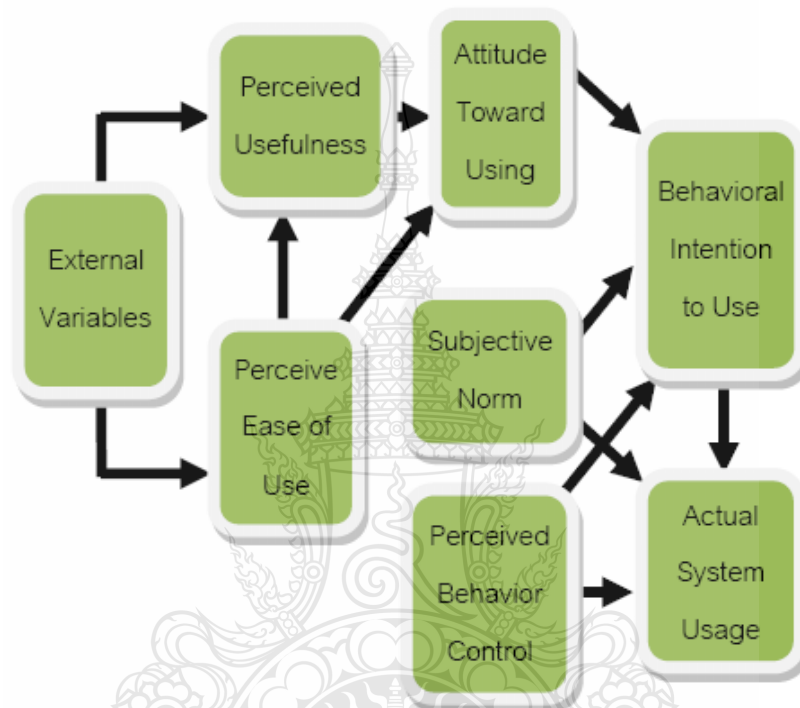 Perceived
Usefulness
Attitude
Toward
Using
Behavioral
Intention
to Use
External
Variables
Perceive
Ease of
Use
Subjective
Norm
Perceived
Behavior
Control
Actual
System
Usage